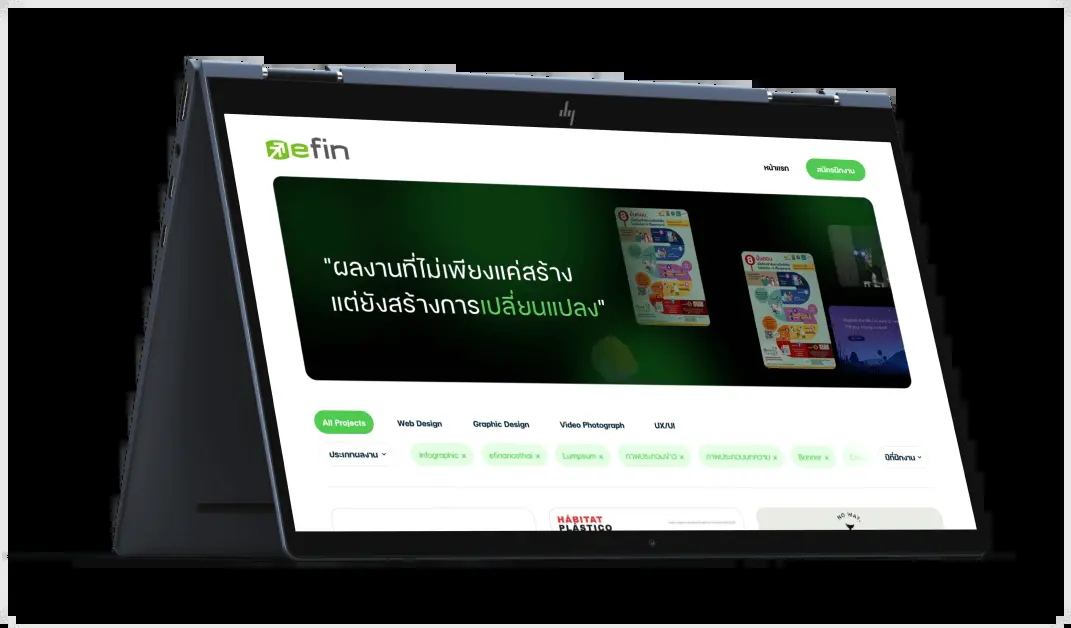 hp
efin
หน้าแรก
สมัครฝึกงาน
"ผลงานที่ไม่เพียงแค่สร้าง
แต่ยังสร้างการเปลี่ยนแปลง"
All Projects
Web Design
Graphic Design
Video Photograph
UX/UI
ประเภทผลงาน
Infographic x
efinanosthai x
Lumpsum x
ภาพประกอบข่าว x
ภาพประกอบบทความ x
Banner x
ปีที่ฝึกงาน
HÁBITAT
PLÁSTICO
NO WAY,